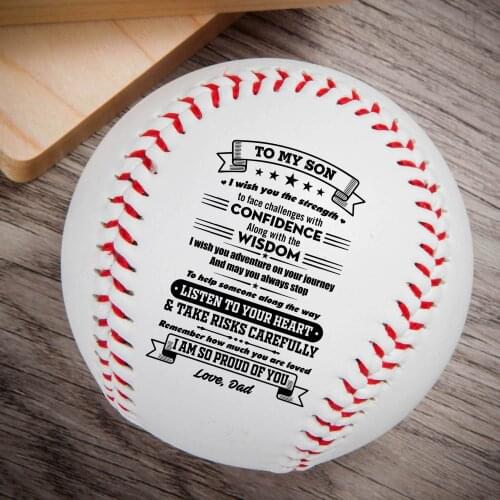 TO MY SON
I wish you the strength
to face challenges with
CONFIDENCE
Along with the
WISDOM
I wish you adventure on your journey
And may you always stop
To help someone along the way
LISTEN TO YOUR HEART
& TAKE RISKS CAREFULLY
Remember how much you are loved
I AM SO PROUD OF YOU
Love, Dad